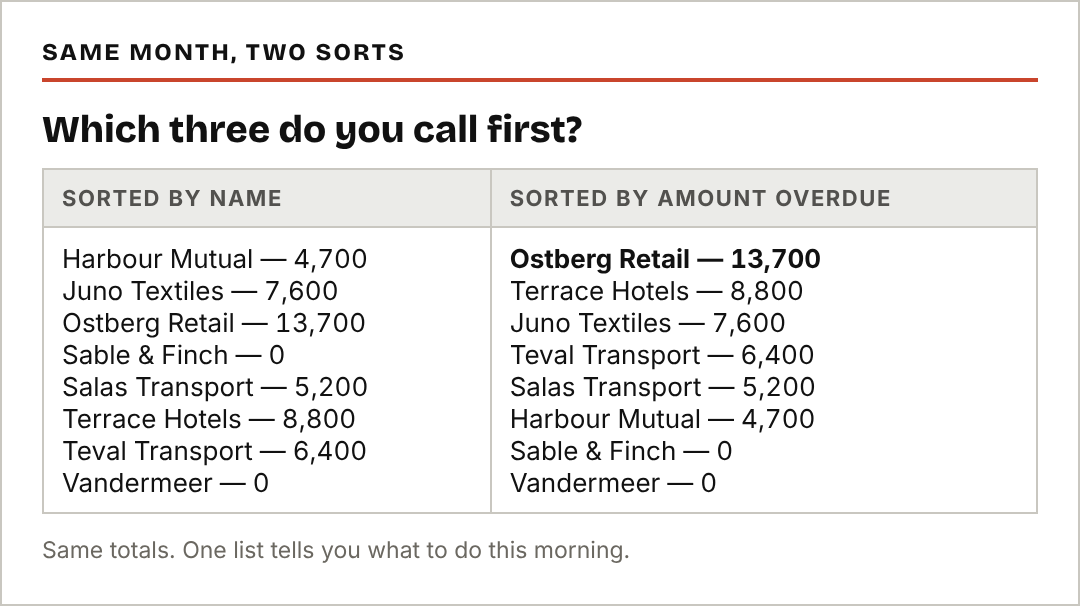 SAME MONTH, TWO SORTS
Which three do you call first?
SORTED BY NAME
Harbour Mutual — 4,700
Juno Textiles — 7,600
Ostberg Retail — 13,700
Sable & Finch — 0
Salas Transport — 5,200
Terrace Hotels — 8,800
Teval Transport — 6,400
Vandermeer — 0
SORTED BY AMOUNT OVERDUE
Ostberg Retail — 13,700
Terrace Hotels — 8,800
Juno Textiles — 7,600
Teval Transport — 6,400
Salas Transport — 5,200
Harbour Mutual — 4,700
Sable & Finch — 0
Vandermeer — 0
Same totals. One list tells you what to do this morning.